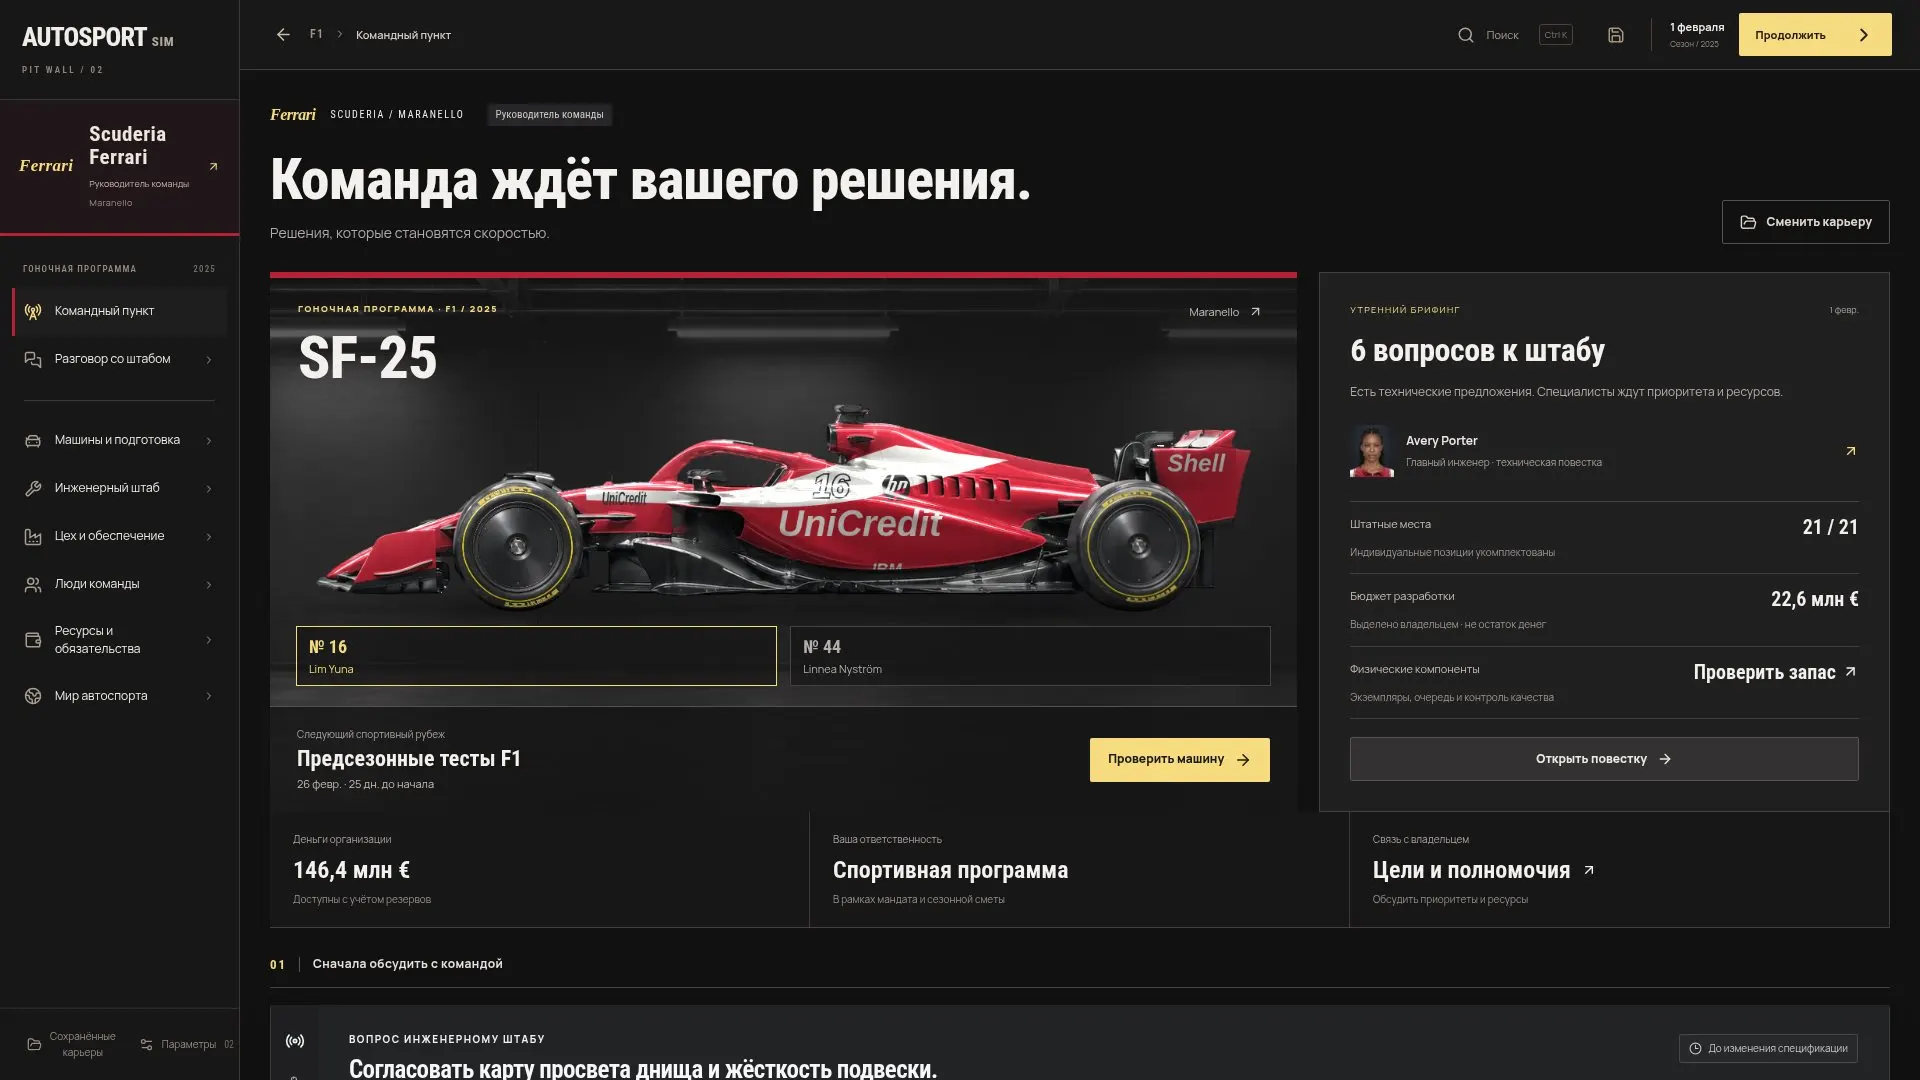 AUTOSPORT SIM
PIT WALL / 02
Ferrari
Scuderia
Ferrari
Руководитель команды
Maranello
ГОНОЧНАЯ ПРОГРАММА 2025
Командный пункт
Разговор со штабом
Машины и подготовка
Инженерный штаб
Цех и обеспечение
Люди команды
Ресурсы и
обязательства
Мир автоспорта
Сохранённые
карьеры
Параметры 02
F1 Командный пункт
Поиск Ctrl K
1 февраля
Сезон / 2025
Продолжить
Ferrari SCUDERIA / MARANELLO Руководитель команды
Команда ждёт вашего решения.
Решения, которые становятся скоростью.
Сменить карьеру
ГОНОЧНАЯ ПРОГРАММА · F1 / 2025
Maranello
SF-25
Shell
UniCredit
16
hp
UniCredit
IBM
№ 16
Lim Yuna
№ 44
Linnea Nyström
Следующий спортивный рубеж
Предсезонные тесты F1
26 февр. · 25 дн. до начала
Проверить машину
УТРЕННИЙ БРИФИНГ 1 февр.
6 вопросов к штабу
Есть технические предложения. Специалисты ждут приоритета и ресурсов.
Avery Porter
Главный инженер · техническая повестка
Штатные места 21 / 21
Индивидуальные позиции укомплектованы
Бюджет разработки 22,6 млн €
Выделено владельцем · не остаток денег
Физические компоненты Проверить запас
Экземпляры, очередь и контроль качества
Открыть повестку
Деньги организации
146,4 млн €
Доступны с учётом резервов
Ваша ответственность
Спортивная программа
В рамках мандата и сезонной сметы
Связь с владельцем
Цели и полномочия
Обсудить приоритеты и ресурсы
01 Сначала обсудить с командой
ВОПРОС ИНЖЕНЕРНОМУ ШТАБУ
Согласовать карту просвета днища и жёсткость подвески.
До изменения спецификации